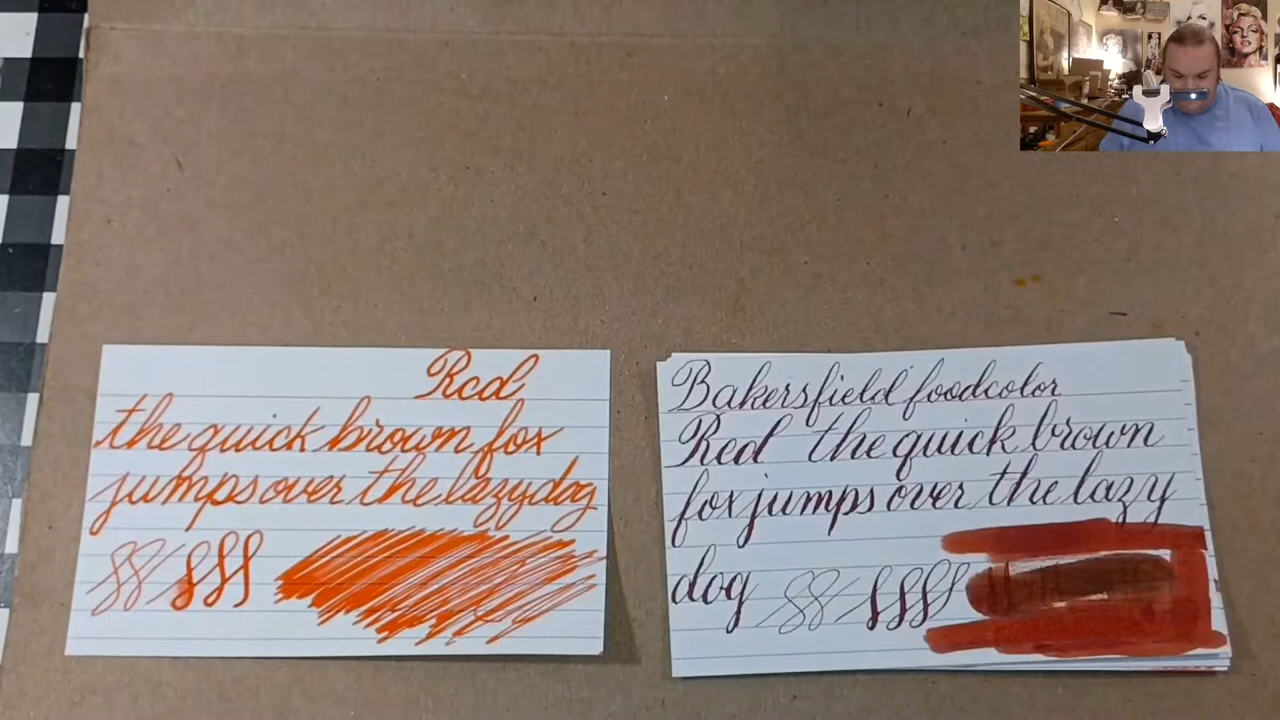 Red
the quick brown fox
jumps over the lazy dog
Bakersfield foodcolor
Red the quick brown
fox jumps over the lazy
dog